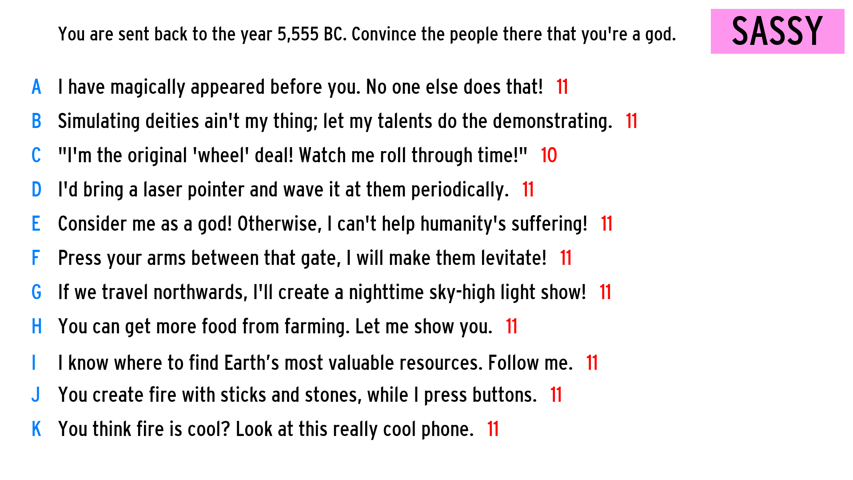 You are sent back to the year 5,555 BC. Convince the people there that you're a god.
SASSY
A I have magically appeared before you. No one else does that! 11
B Simulating deities ain't my thing; let my talents do the demonstrating. 11
C "I'm the original 'wheel' deal! Watch me roll through time!" 10
D I'd bring a laser pointer and wave it at them periodically. 11
E Consider me as a god! Otherwise, I can't help humanity's suffering! 11
F Press your arms between that gate, I will make them levitate! 11
G If we travel northwards, I'll create a nighttime sky-high light show! 11
H You can get more food from farming. Let me show you. 11
I I know where to find Earth’s most valuable resources. Follow me. 11
J You create fire with sticks and stones, while I press buttons. 11
K You think fire is cool? Look at this really cool phone. 11